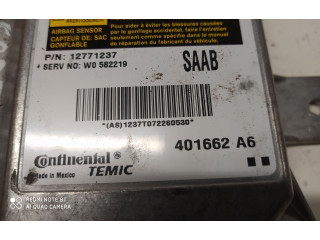 Pour aider à éviter les blessures causées
par le gonflage accidental, faire l'entretien
seulement comme spécifié dans le manuel
de réparation du fabricant du véhicule.
AIRBAG SENSOR
CAPTEUR DE SAC
GONFLABLE
P/N: 12771237
SERV NO: W0 582219
SAAB
*(AS)1237T072260530*
401662 A6
Continental
TEMIC
Made in Mexico
REDMI NOTE 8T
AI QUAD CAMERA